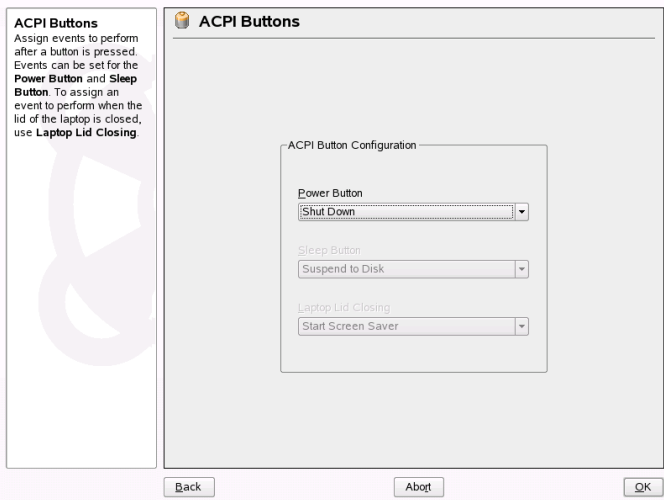 ACPI Buttons
Assign events to perform
after a button is pressed.
Events can be set for the
Power Button and Sleep
Button. To assign an
event to perform when the
lid of the laptop is closed,
use Laptop Lid Closing.
ACPI Buttons
ACPI Button Configuration
Power Button
Shut Down
Sleep Button
Suspend to Disk
Laptop Lid Closing
Start Screen Saver
Back
Abort
OK